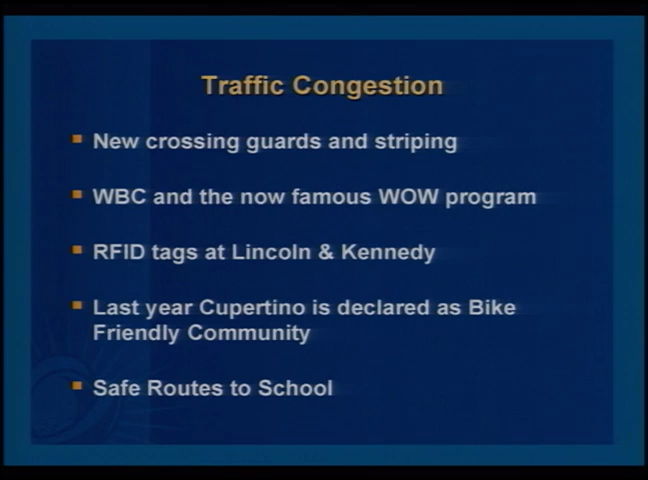 Traffic Congestion
New crossing guards and striping
WBC and the now famous WOW program
RFID tags at Lincoln & Kennedy
Last year Cupertino is declared as Bike
Friendly Community
Safe Routes to School